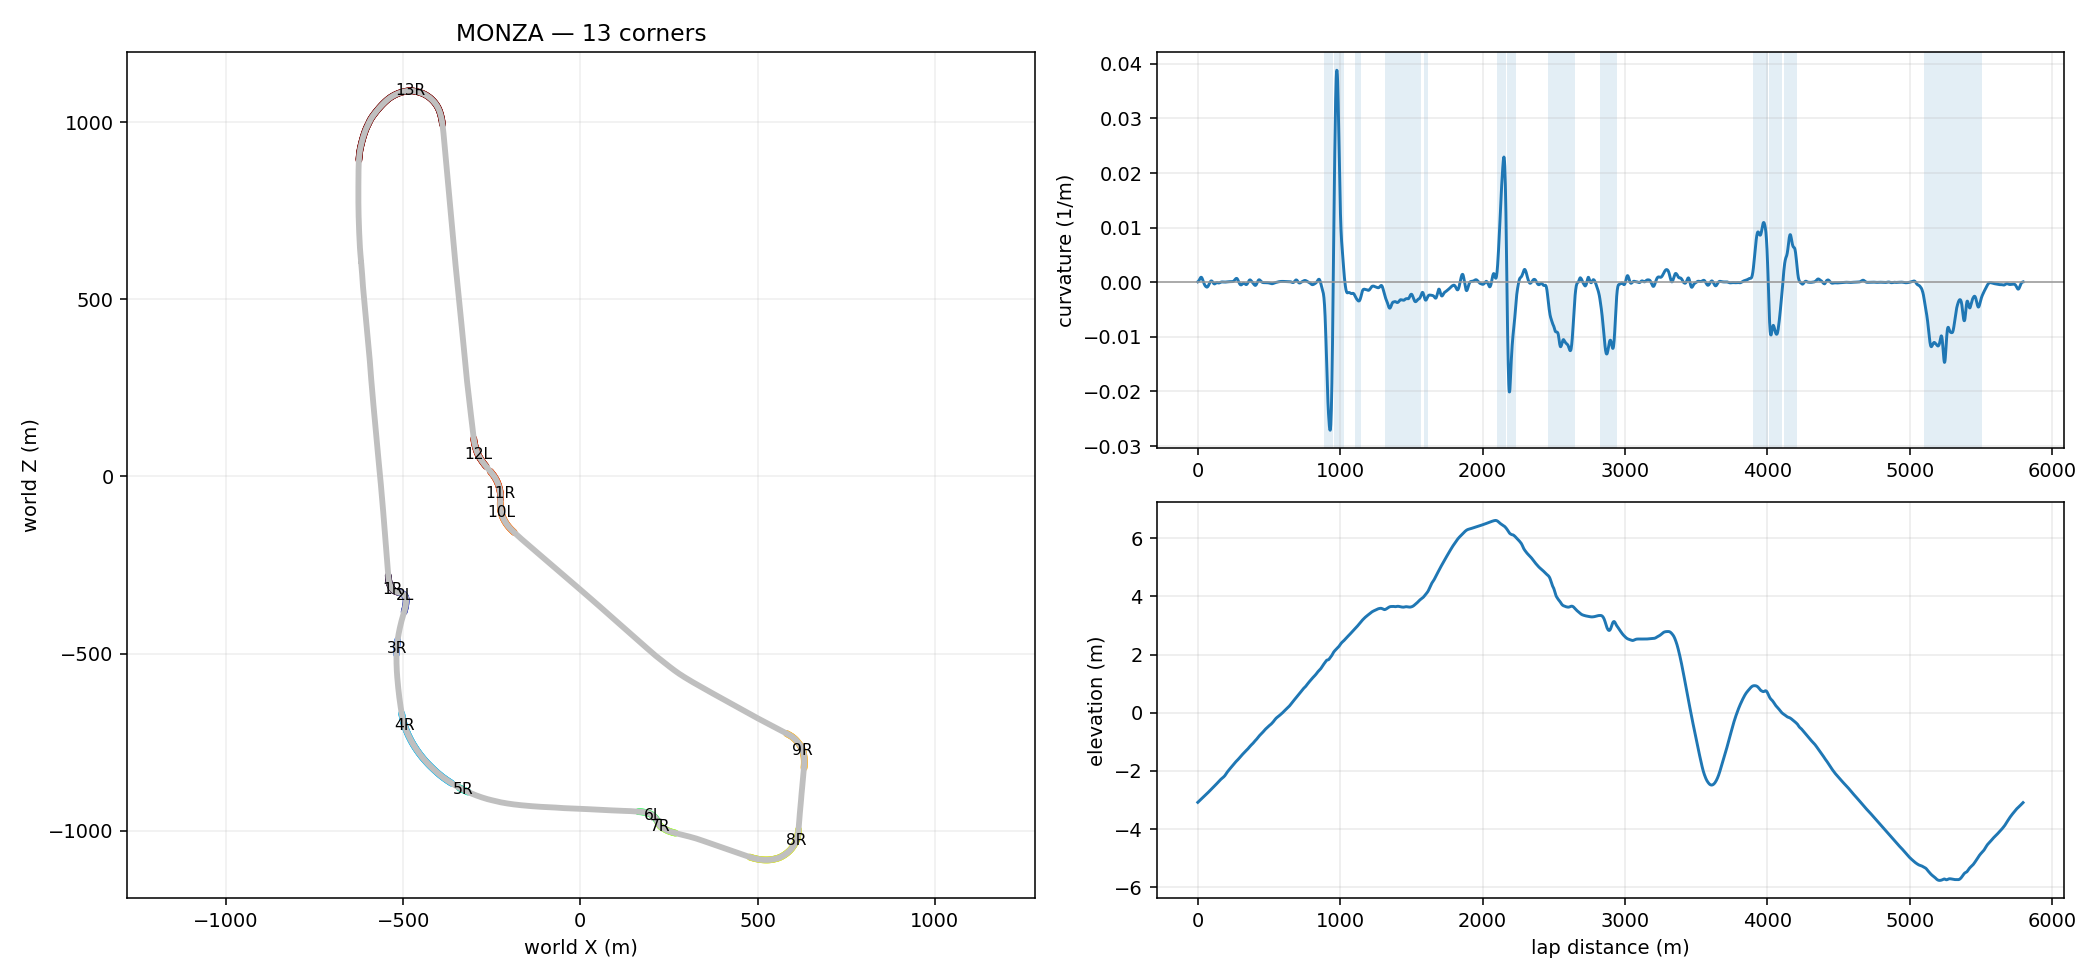 MONZA — 13 corners
13R
12L
11R
10L
1R
2L
3R
4R
5R
6L
7R
8R
9R
1000
500
0
−500
−1000
world Z (m)
−1000
−500
0
500
1000
world X (m)
0.04
0.03
0.02
0.01
0.00
−0.01
−0.02
−0.03
curvature (1/m)
0
1000
2000
3000
4000
5000
6000
6
4
2
0
−2
−4
−6
elevation (m)
0
1000
2000
3000
4000
5000
6000
lap distance (m)